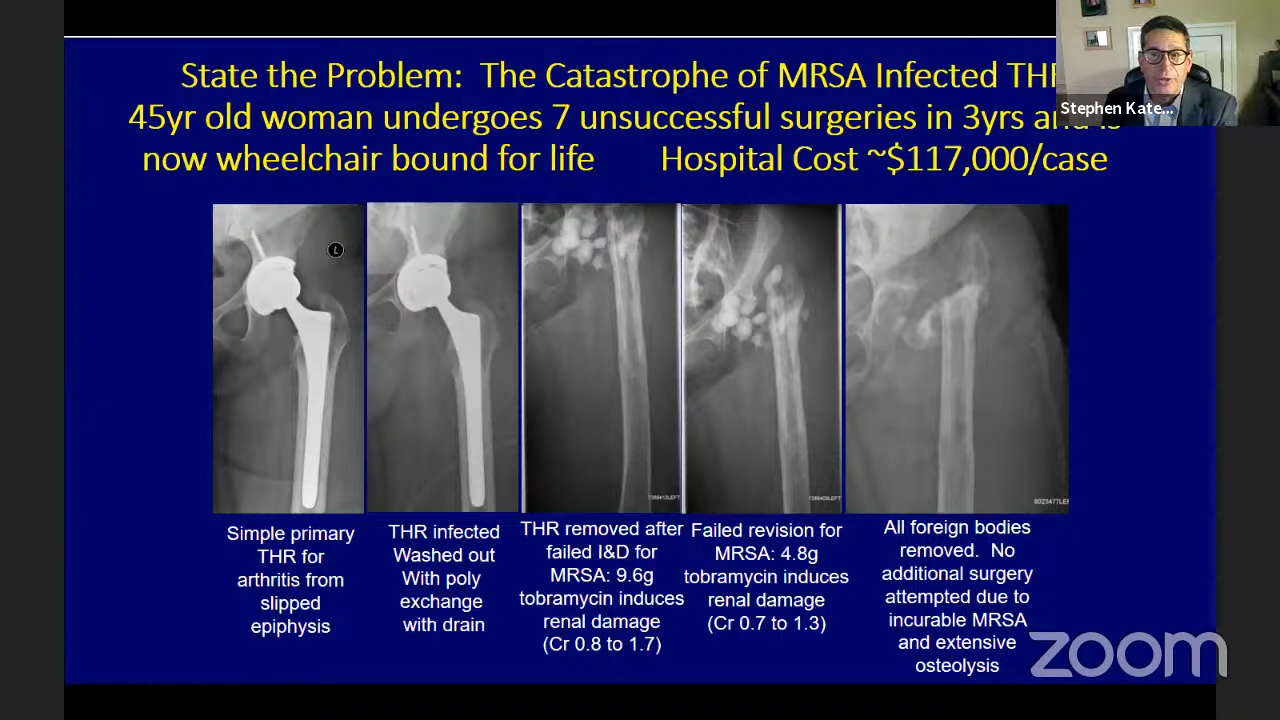 State the Problem:  The Catastrophe of MRSA Infected THR
45yr old woman undergoes 7 unsuccessful surgeries in 3yrs and is
now wheelchair bound for life Hospital Cost ~$117,000/case
Stephen Kate...
L
7389412LEFT
7389409LEFT
6023477LEF
Simple primary
THR for
arthritis from
slipped
epiphysis
THR infected
Washed out
With poly
exchange
with drain
THR removed after
failed I&D for
MRSA: 9.6g
tobramycin induces
renal damage
(Cr 0.8 to 1.7)
Failed revision for
MRSA: 4.8g
tobramycin induces
renal damage
(Cr 0.7 to 1.3)
All foreign bodies
removed.  No
additional surgery
attempted due to
incurable MRSA
and extensive
osteolysis
zoom